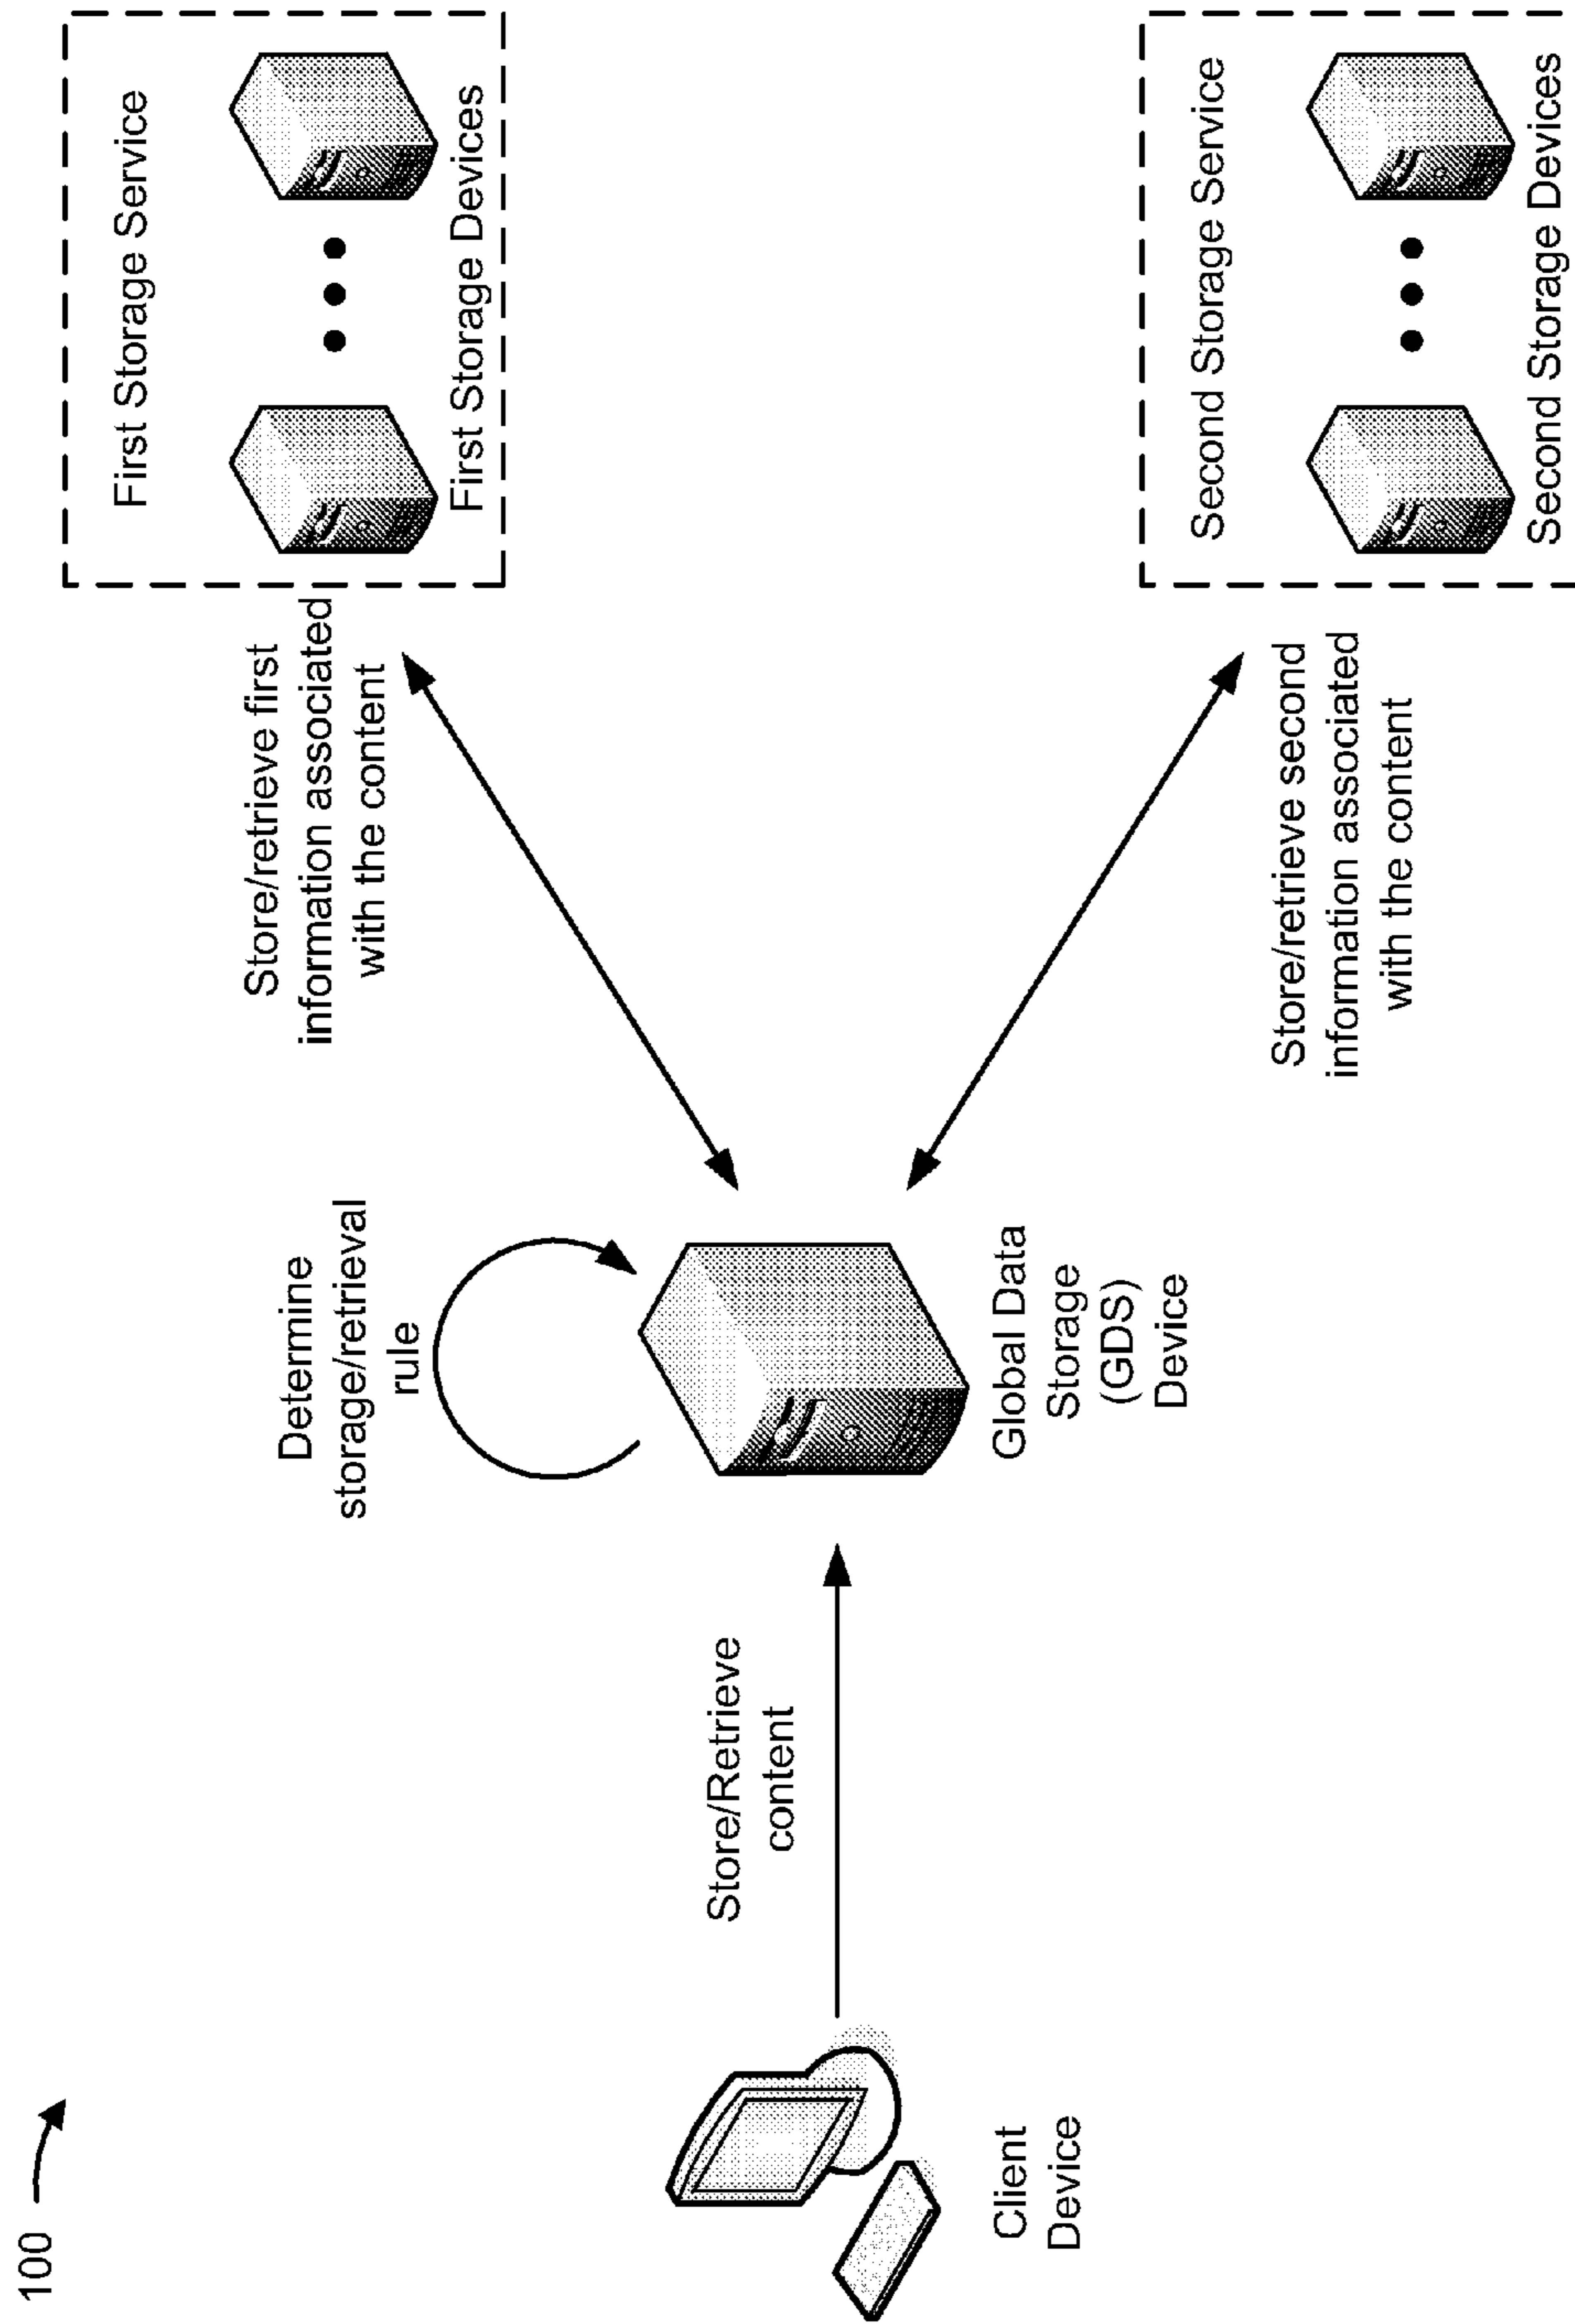 100
Client
Device
Store/Retrieve
content
Determine
storage/retrieval
rule
Global Data
Storage
(GDS)
Device
Store/retrieve first
information associated
with the content
First Storage Service
First Storage Devices
Store/retrieve second
information associated
with the content
Second Storage Service
Second Storage Devices